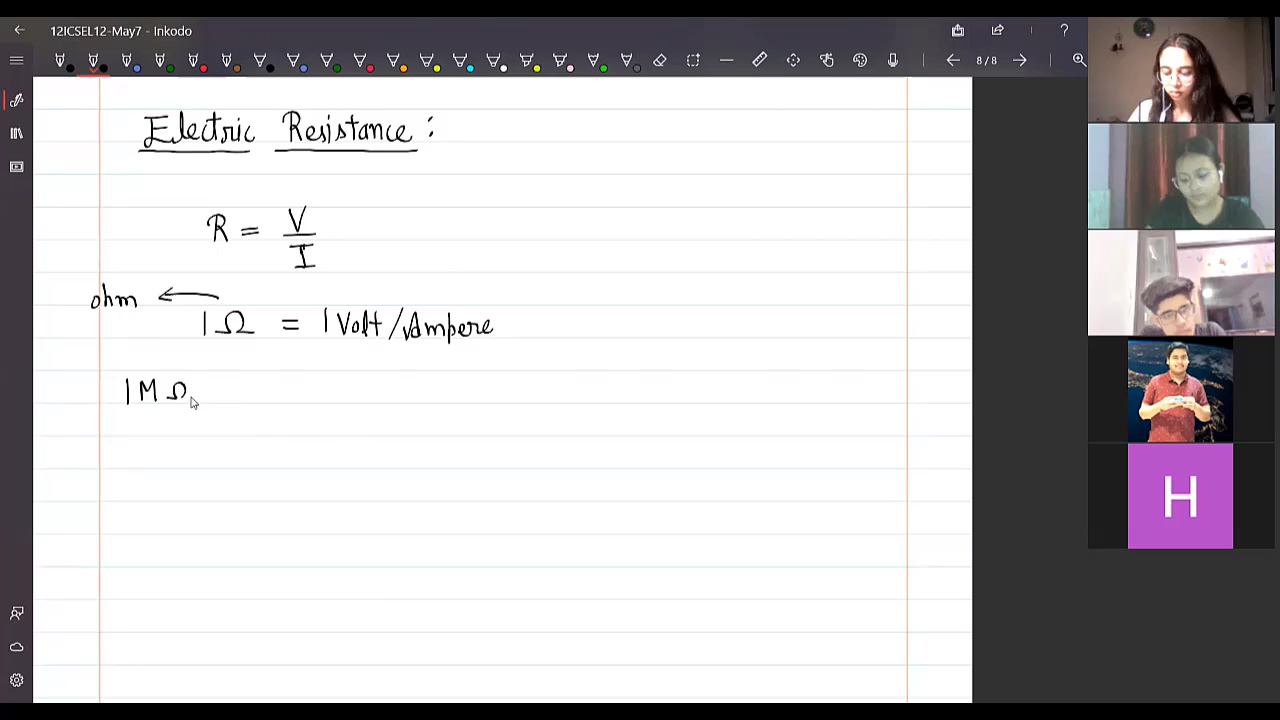 12ICSEL12-May7 - Inkodo
8/8
Electric Resistance :
R = V/I
ohm ←
1 Ω = 1 Volt/Ampere
1 M Ω
H